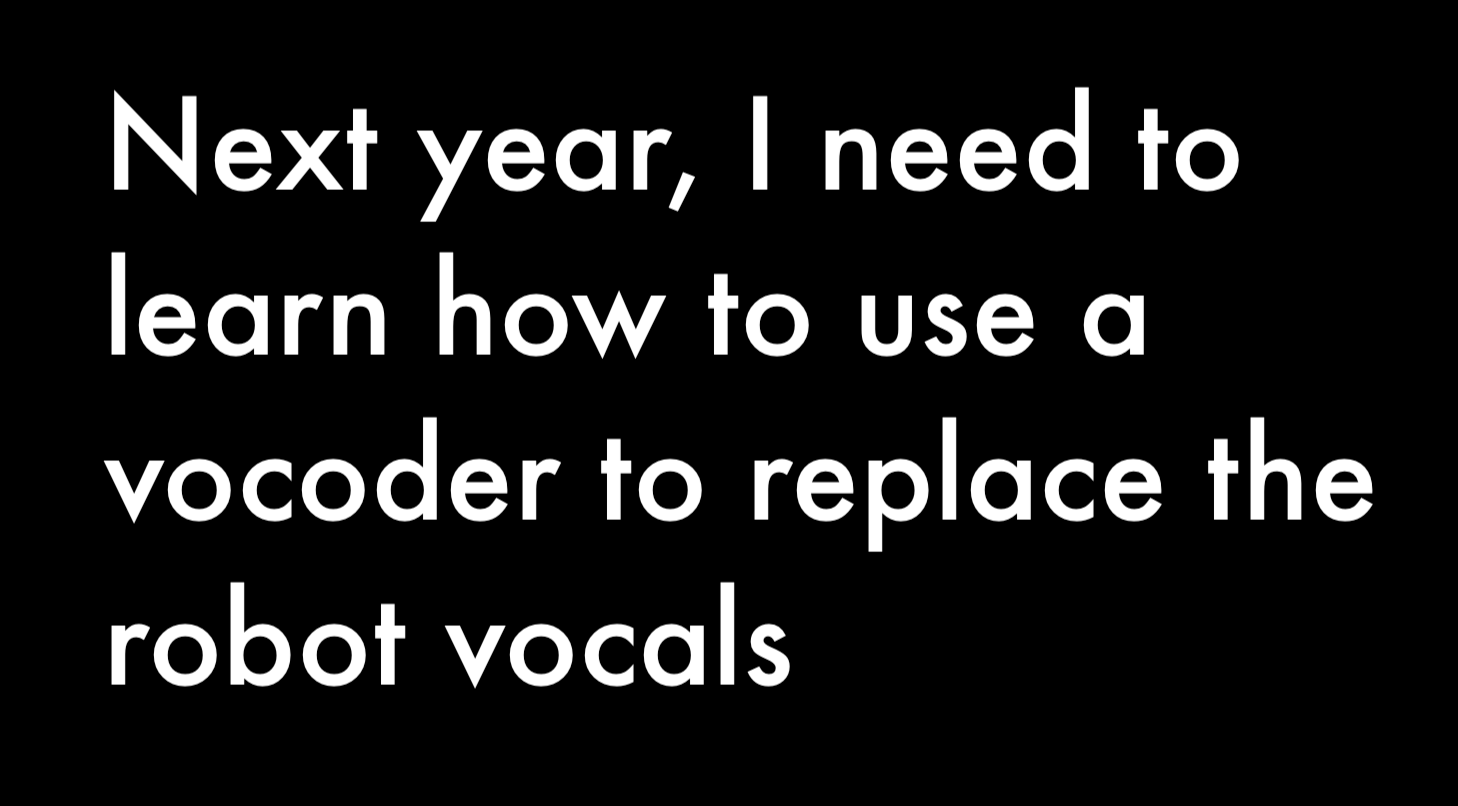 Next year, I need to
learn how to use a
vocoder to replace the
robot vocals